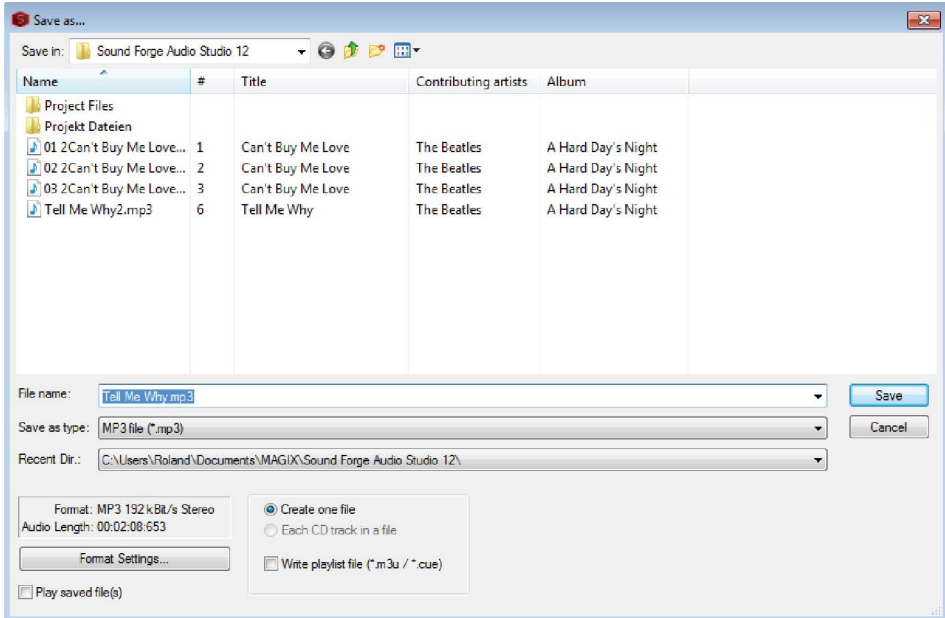 Save as...
Save in: Sound Forge Audio Studio 12
Name # Title Contributing artists Album
Project Files
Projekt Dateien
01 2Can't Buy Me Love... 1 Can't Buy Me Love The Beatles A Hard Day's Night
02 2Can't Buy Me Love... 2 Can't Buy Me Love The Beatles A Hard Day's Night
03 2Can't Buy Me Love... 3 Can't Buy Me Love The Beatles A Hard Day's Night
Tell Me Why2.mp3 6 Tell Me Why The Beatles A Hard Day's Night
File name: Tell Me Why.mp3 Save
Save as type: MP3 file (*.mp3) Cancel
Recent Dir.: C:\Users\Roland\Documents\MAGIX\Sound Forge Audio Studio 12\
Format: MP3 192 kBit/s Stereo
Audio Length: 00:02:08:653
Format Settings...
Play saved file(s)
Create one file
Each CD track in a file
Write playlist file (*.m3u / *.cue)